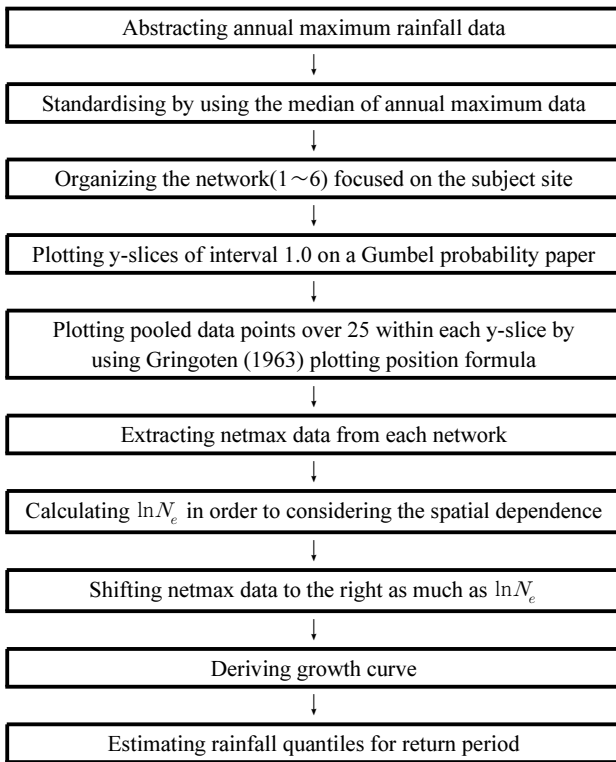 Abstracting annual maximum rainfall data
Standardising by using the median of annual maximum data
Organizing the network(1～6) focused on the subject site
Plotting y-slices of interval 1.0 on a Gumbel probability paper
Plotting pooled data points over 25 within each y-slice by
using Gringoten (1963) plotting position formula
Extracting netmax data from each network
Calculating lnNₑ in order to considering the spatial dependence
Shifting netmax data to the right as much as lnNₑ
Deriving growth curve
Estimating rainfall quantiles for return period